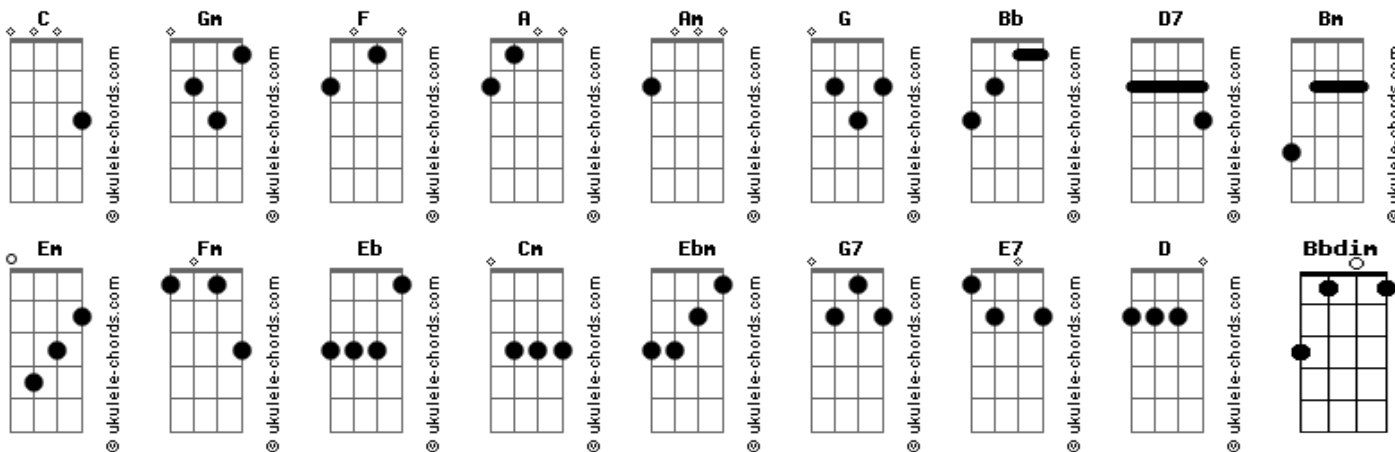 C Gm F A Am G Bb D7 Bm
© ukulele-chords.com © ukulele-chords.com © ukulele-chords.com © ukulele-chords.com © ukulele-chords.com © ukulele-chords.com © ukulele-chords.com © ukulele-chords.com © ukulele-chords.com
Em Fm Eb Cm Ebm G7 E7 D Bbdim
© ukulele-chords.com © ukulele-chords.com © ukulele-chords.com © ukulele-chords.com © ukulele-chords.com © ukulele-chords.com © ukulele-chords.com © ukulele-chords.com